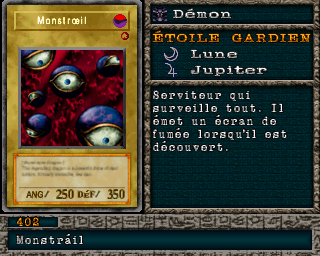 Monstrœil
ANG/ 250 DéF/ 350
Démon
ÉTOILE GARDIEN
Lune
Jupiter
Serviteur qui
surveille tout. Il
émet un écran de
fumée lorsqu'il est
découvert.
402
Monstráil